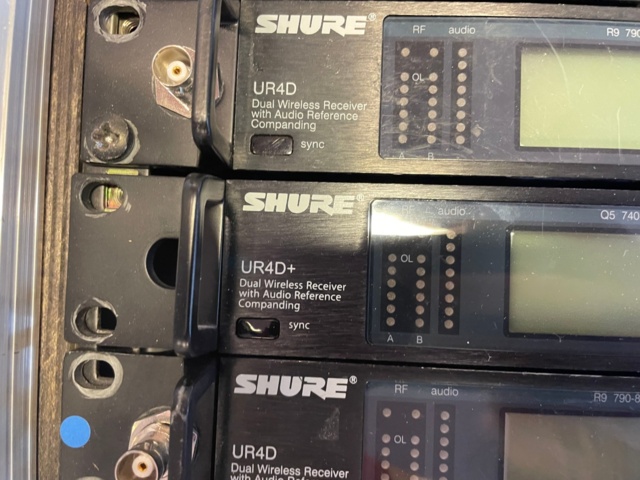 SHURE®
RF audio
R9 790
OL
UR4D
Dual Wireless Receiver
with Audio Reference
Companding
sync
A B
SHURE®
RF audio
Q5 740
OL
UR4D+
Dual Wireless Receiver
with Audio Reference
Companding
sync
A B
SHURE®
RF audio
R9 790-8
OL
UR4D
Dual Wireless Receiver
with Audio Reference